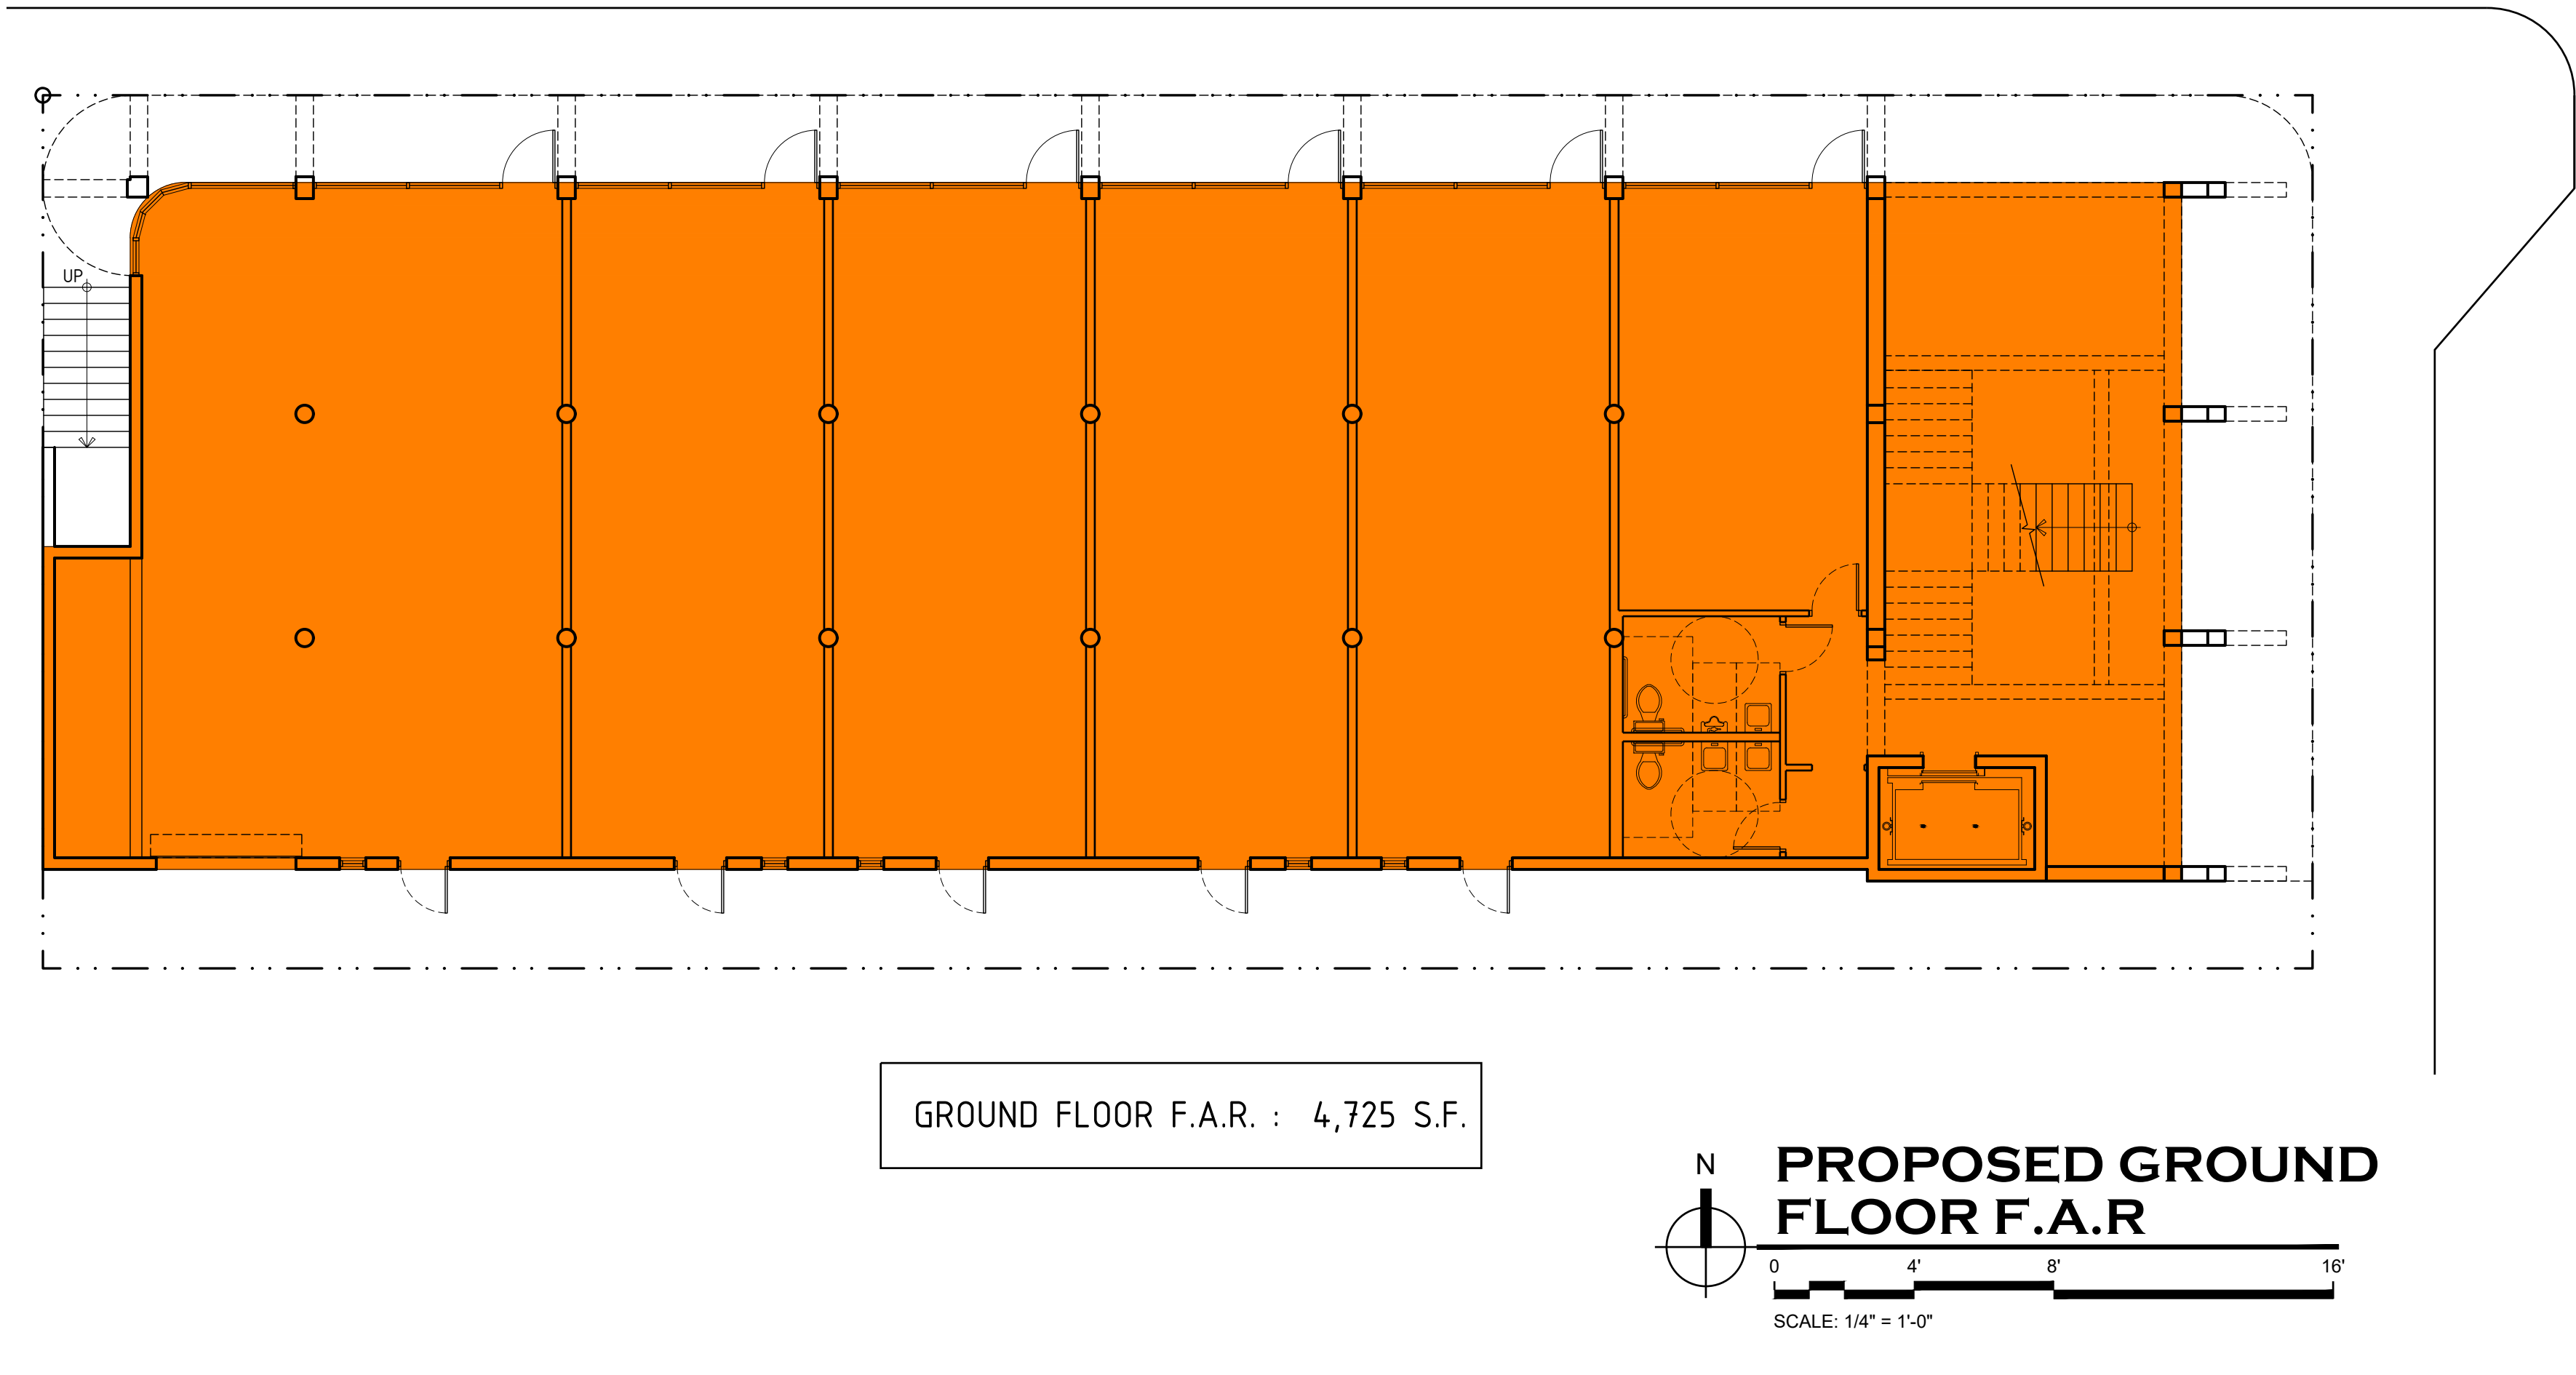 UP
GROUND FLOOR F.A.R. : 4,725 S.F.
N
PROPOSED GROUND
FLOOR F.A.R
0 4' 8' 16'
SCALE: 1/4" = 1'-0"